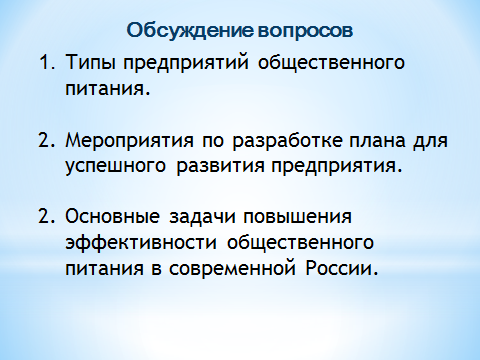 Обсуждение вопросов
1. Типы предприятий общественного
питания.
2. Мероприятия по разработке плана для
успешного развития предприятия.
2. Основные задачи повышения
эффективности общественного
питания в современной России.